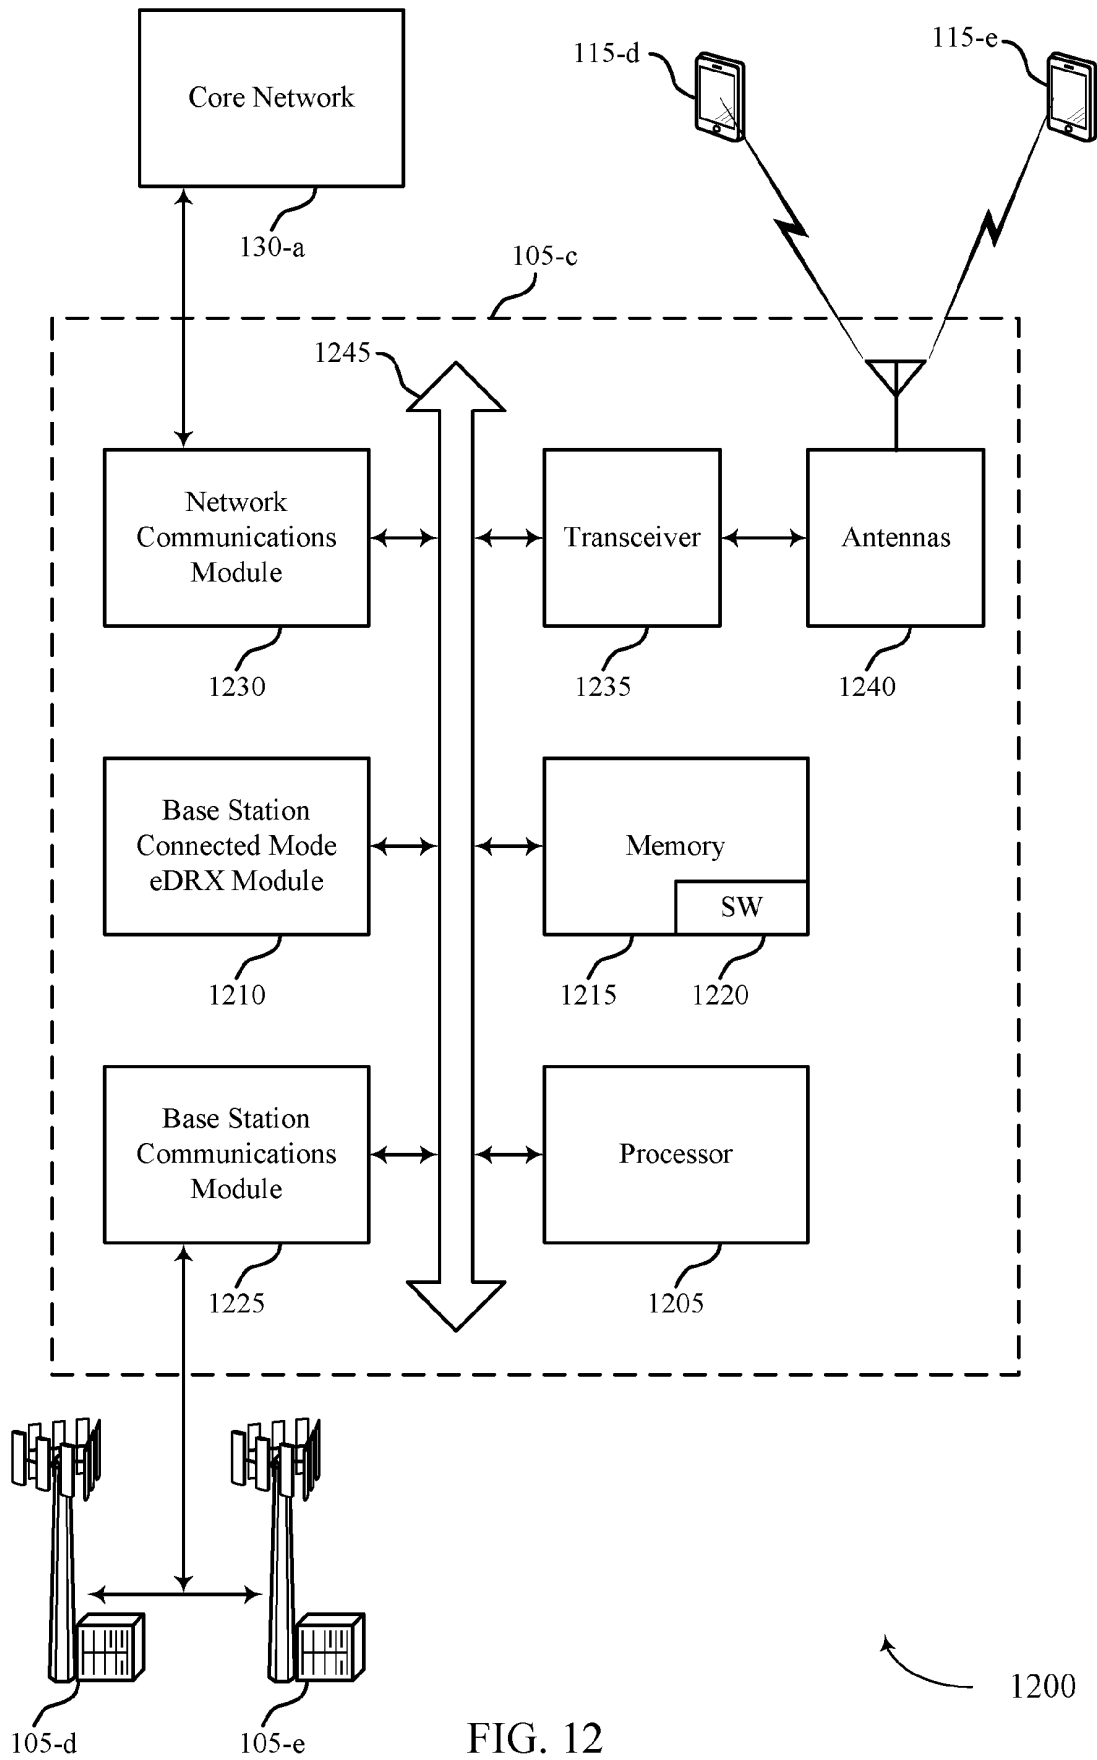 Core Network
130-a
115-d
115-e
105-c
1245
Network
Communications
Module
1230
Transceiver
1235
Antennas
1240
Base Station
Connected Mode
eDRX Module
1210
Memory
SW
1215
1220
Base Station
Communications
Module
1225
Processor
1205
105-d
105-e
1200
FIG. 12